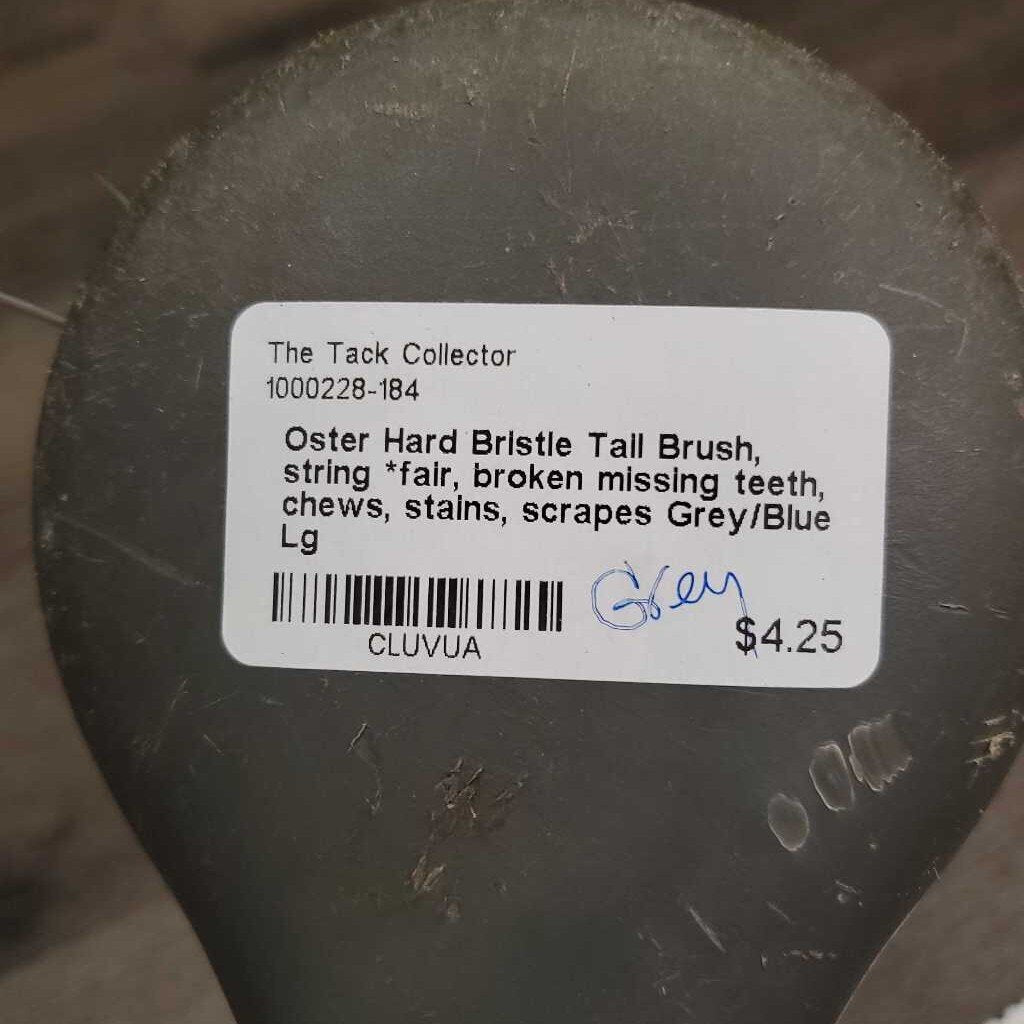 The Tack Collector
1000228-184
Oster Hard Bristle Tail Brush,
string *fair, broken missing teeth,
chews, stains, scrapes Grey/Blue
Lg
Grey
CLUVUA
$4.25